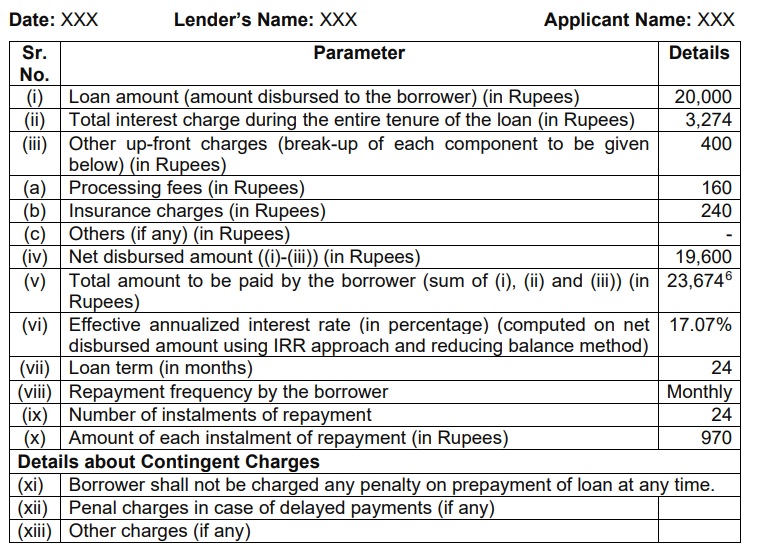 Date: XXX Lender's Name: XXX Applicant Name: XXX
Sr. No. Parameter Details
(i) Loan amount (amount disbursed to the borrower) (in Rupees) 20,000
(ii) Total interest charge during the entire tenure of the loan (in Rupees) 3,274
(iii) Other up-front charges (break-up of each component to be given 400
below) (in Rupees)
(a) Processing fees (in Rupees) 160
(b) Insurance charges (in Rupees) 240
(c) Others (if any) (in Rupees) -
(iv) Net disbursed amount ((i)-(iii)) (in Rupees) 19,600
(v) Total amount to be paid by the borrower (sum of (i), (ii) and (iii)) (in 23,674⁶
Rupees)
(vi) Effective annualized interest rate (in percentage) (computed on net 17.07%
disbursed amount using IRR approach and reducing balance method)
(vii) Loan term (in months) 24
(viii) Repayment frequency by the borrower Monthly
(ix) Number of instalments of repayment 24
(x) Amount of each instalment of repayment (in Rupees) 970
Details about Contingent Charges
(xi) Borrower shall not be charged any penalty on prepayment of loan at any time.
(xii) Penal charges in case of delayed payments (if any)
(xiii) Other charges (if any)